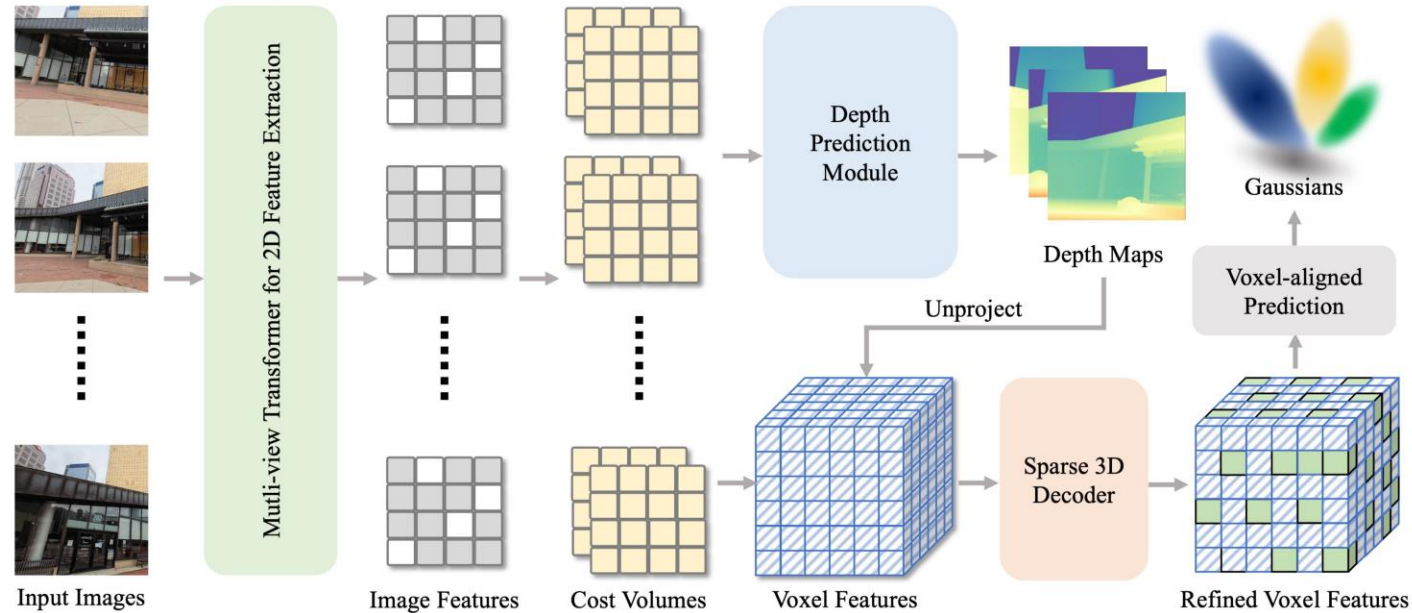 Mutli-view Transformer for 2D Feature Extraction
Depth
Prediction
Module
Gaussians
Depth Maps
Voxel-aligned
Prediction
Unproject
Sparse 3D
Decoder
Input Images
Image Features
Cost Volumes
Voxel Features
Refined Voxel Features